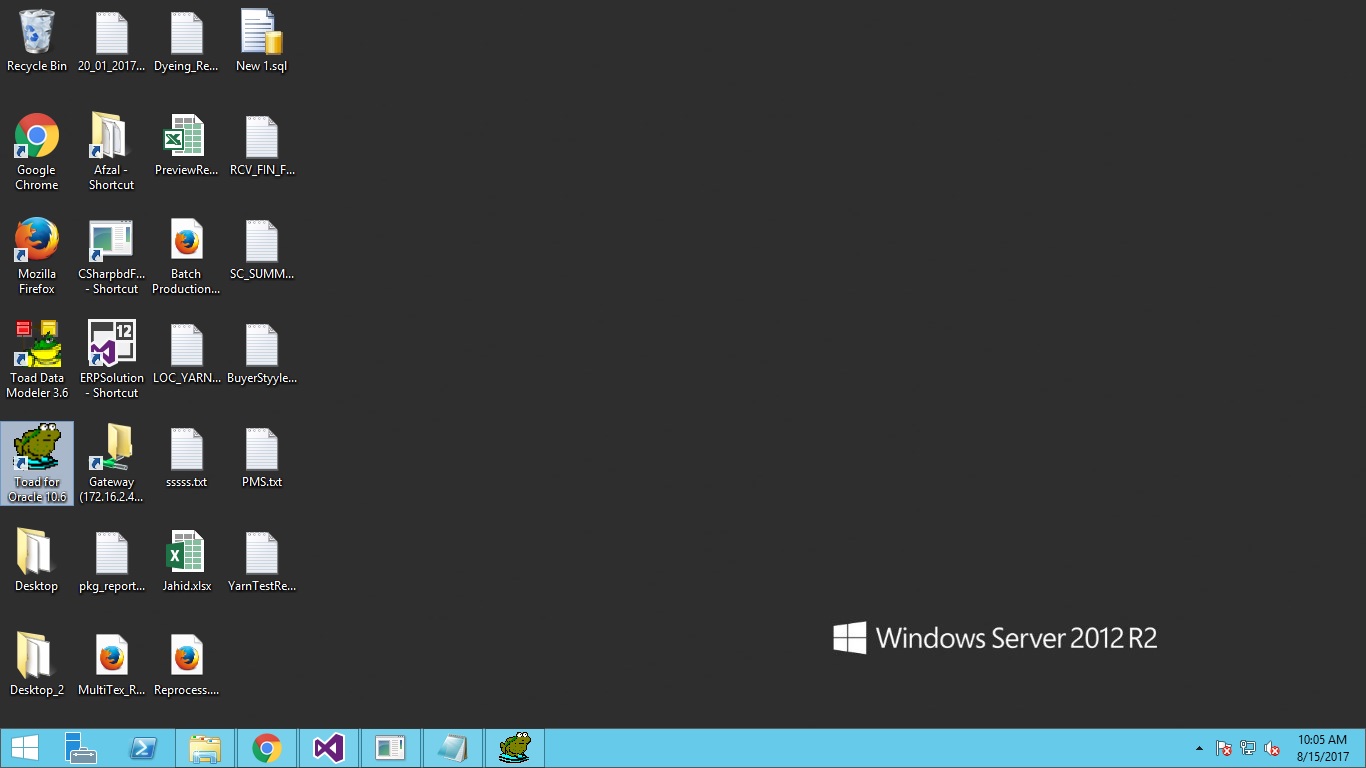 Recycle Bin
20_01_2017...
Dyeing_Re...
New 1.sql
Google
Chrome
Afzal -
Shortcut
PreviewRe...
RCV_FIN_F...
Mozilla
Firefox
CSharpbdF...
- Shortcut
Batch
Production...
SC_SUMM...
Toad Data
Modeler 3.6
12
ERPSolution
- Shortcut
LOC_YARN...
BuyerStyyle...
Toad for
Oracle 10.6
Gateway
(172.16.2.4...
sssss.txt
PMS.txt
Desktop
pkg_report...
Jahid.xlsx
YarnTestRe...
Desktop_2
MultiTex_R...
Reprocess....
Windows Server 2012 R2
10:05 AM
8/15/2017